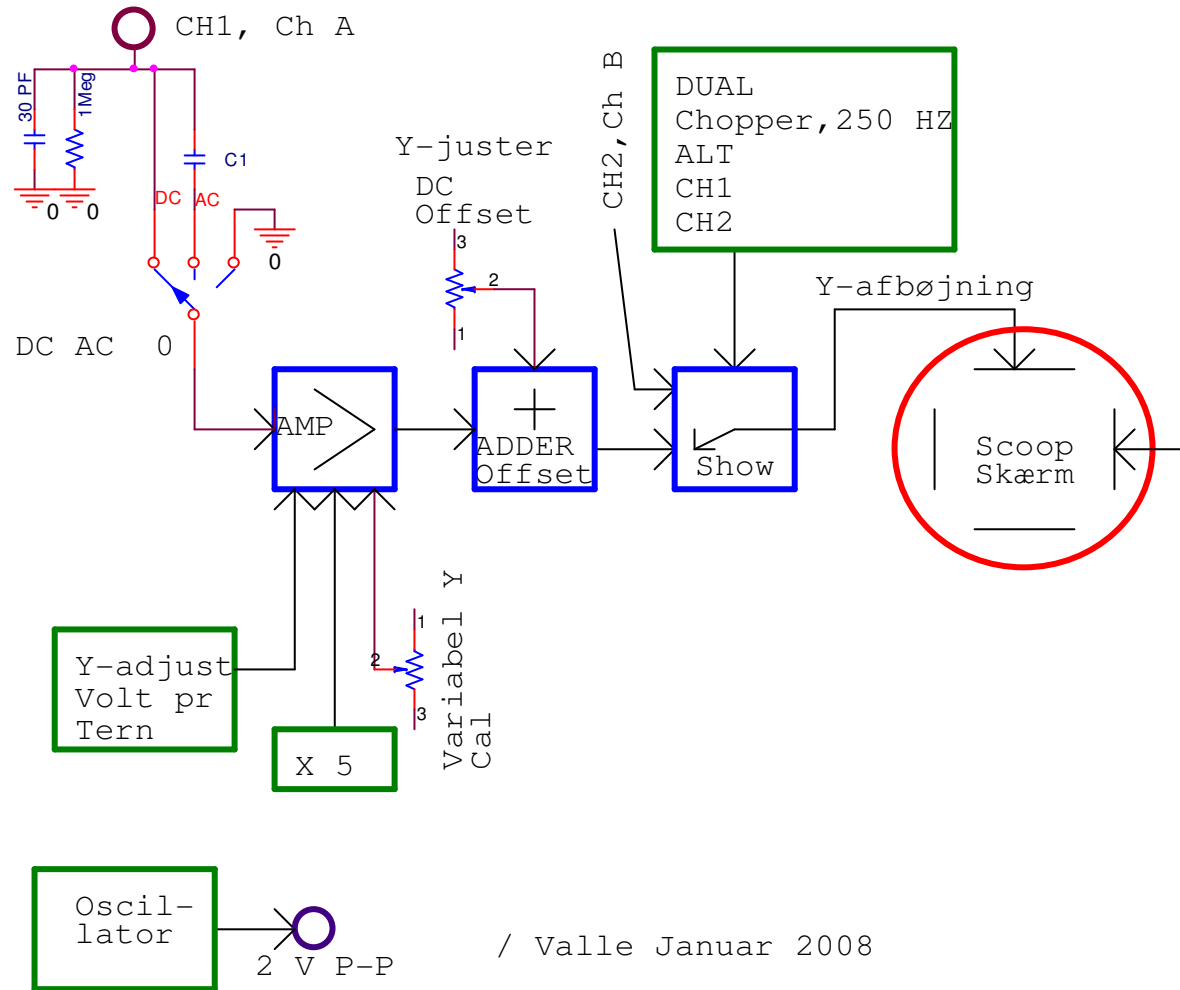 CH1, Ch A
30 PF
1Meg
C1
DC
AC
0
0
0
DC AC 0
Y-juster
DC
Offset
3
2
1
CH2,Ch B
DUAL
Chopper,250 HZ
ALT
CH1
CH2
Y-afbøjning
AMP
+
ADDER
Offset
Show
Scoop
Skærm
Y-adjust
Volt pr
Tern
X 5
1
2
3
Variabel Y
Cal
Oscil-
lator
2 V P-P
/ Valle Januar 2008